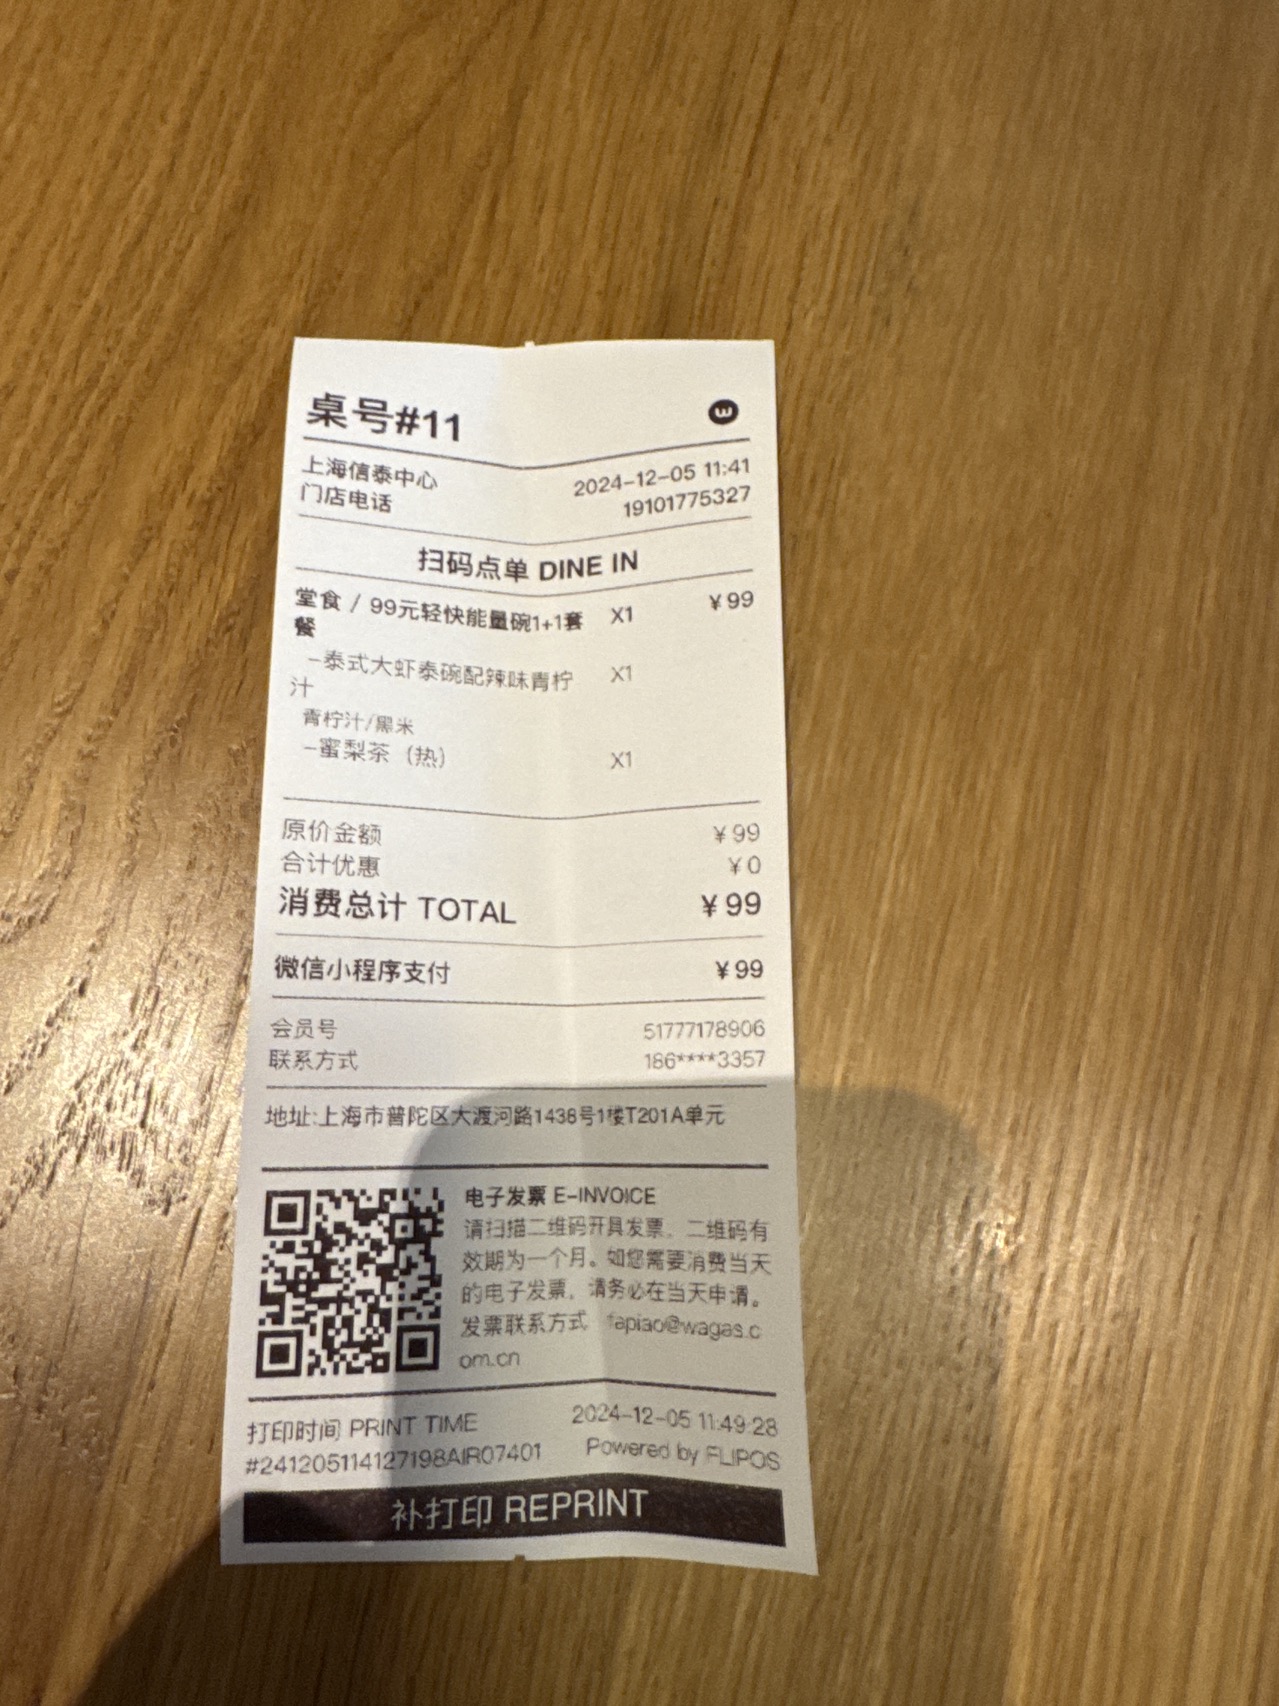 桌号#11
W
上海信泰中心 2024-12-05 11:41
门店电话 19101775327
扫码点单 DINE IN
堂食 / 99元轻快能量碗1+1套 X1 ¥99
餐
-泰式大虾泰碗配辣味青柠 X1
汁
青柠汁/黑米
-蜜梨茶（热） X1
原价金额 ¥99
合计优惠 ¥0
消费总计 TOTAL ¥99
微信小程序支付 ¥99
会员号 51777178906
联系方式 186****3357
地址:上海市普陀区大渡河路1438号1楼T201A单元
电子发票 E-INVOICE
请扫描二维码开具发票。二维码有
效期为一个月。如您需要消费当天
的电子发票，请务必在当天申请。
发票联系方式 fapiao@wagas.c
om.cn
打印时间 PRINT TIME 2024-12-05 11:49:28
#241205114127198AIR07401 Powered by FLIPOS
补打印 REPRINT